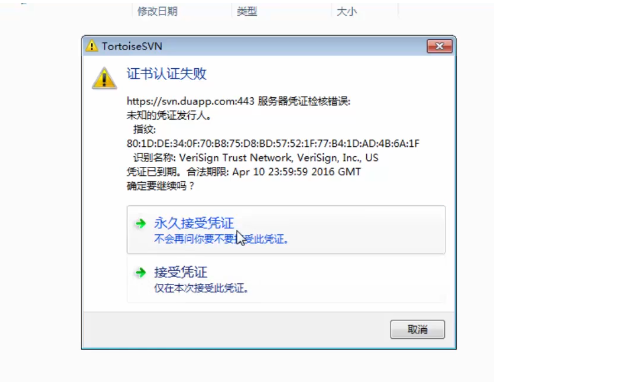 修改日期 类型 大小
TortoiseSVN
证书认证失败
https://svn.duapp.com:443 服务器凭证检核错误:
未知的凭证发行人。
指纹:
80:1D:DE:34:0F:70:B8:75:D8:BD:57:52:1F:77:B4:1D:AD:4B:6A:1F
识别名称: VeriSign Trust Network, VeriSign, Inc., US
凭证已到期。合法期限: Apr 10 23:59:59 2016 GMT
确定要继续吗？
永久接受凭证
不会再问你要不要接受此凭证。
接受凭证
仅在本次接受此凭证。
取消